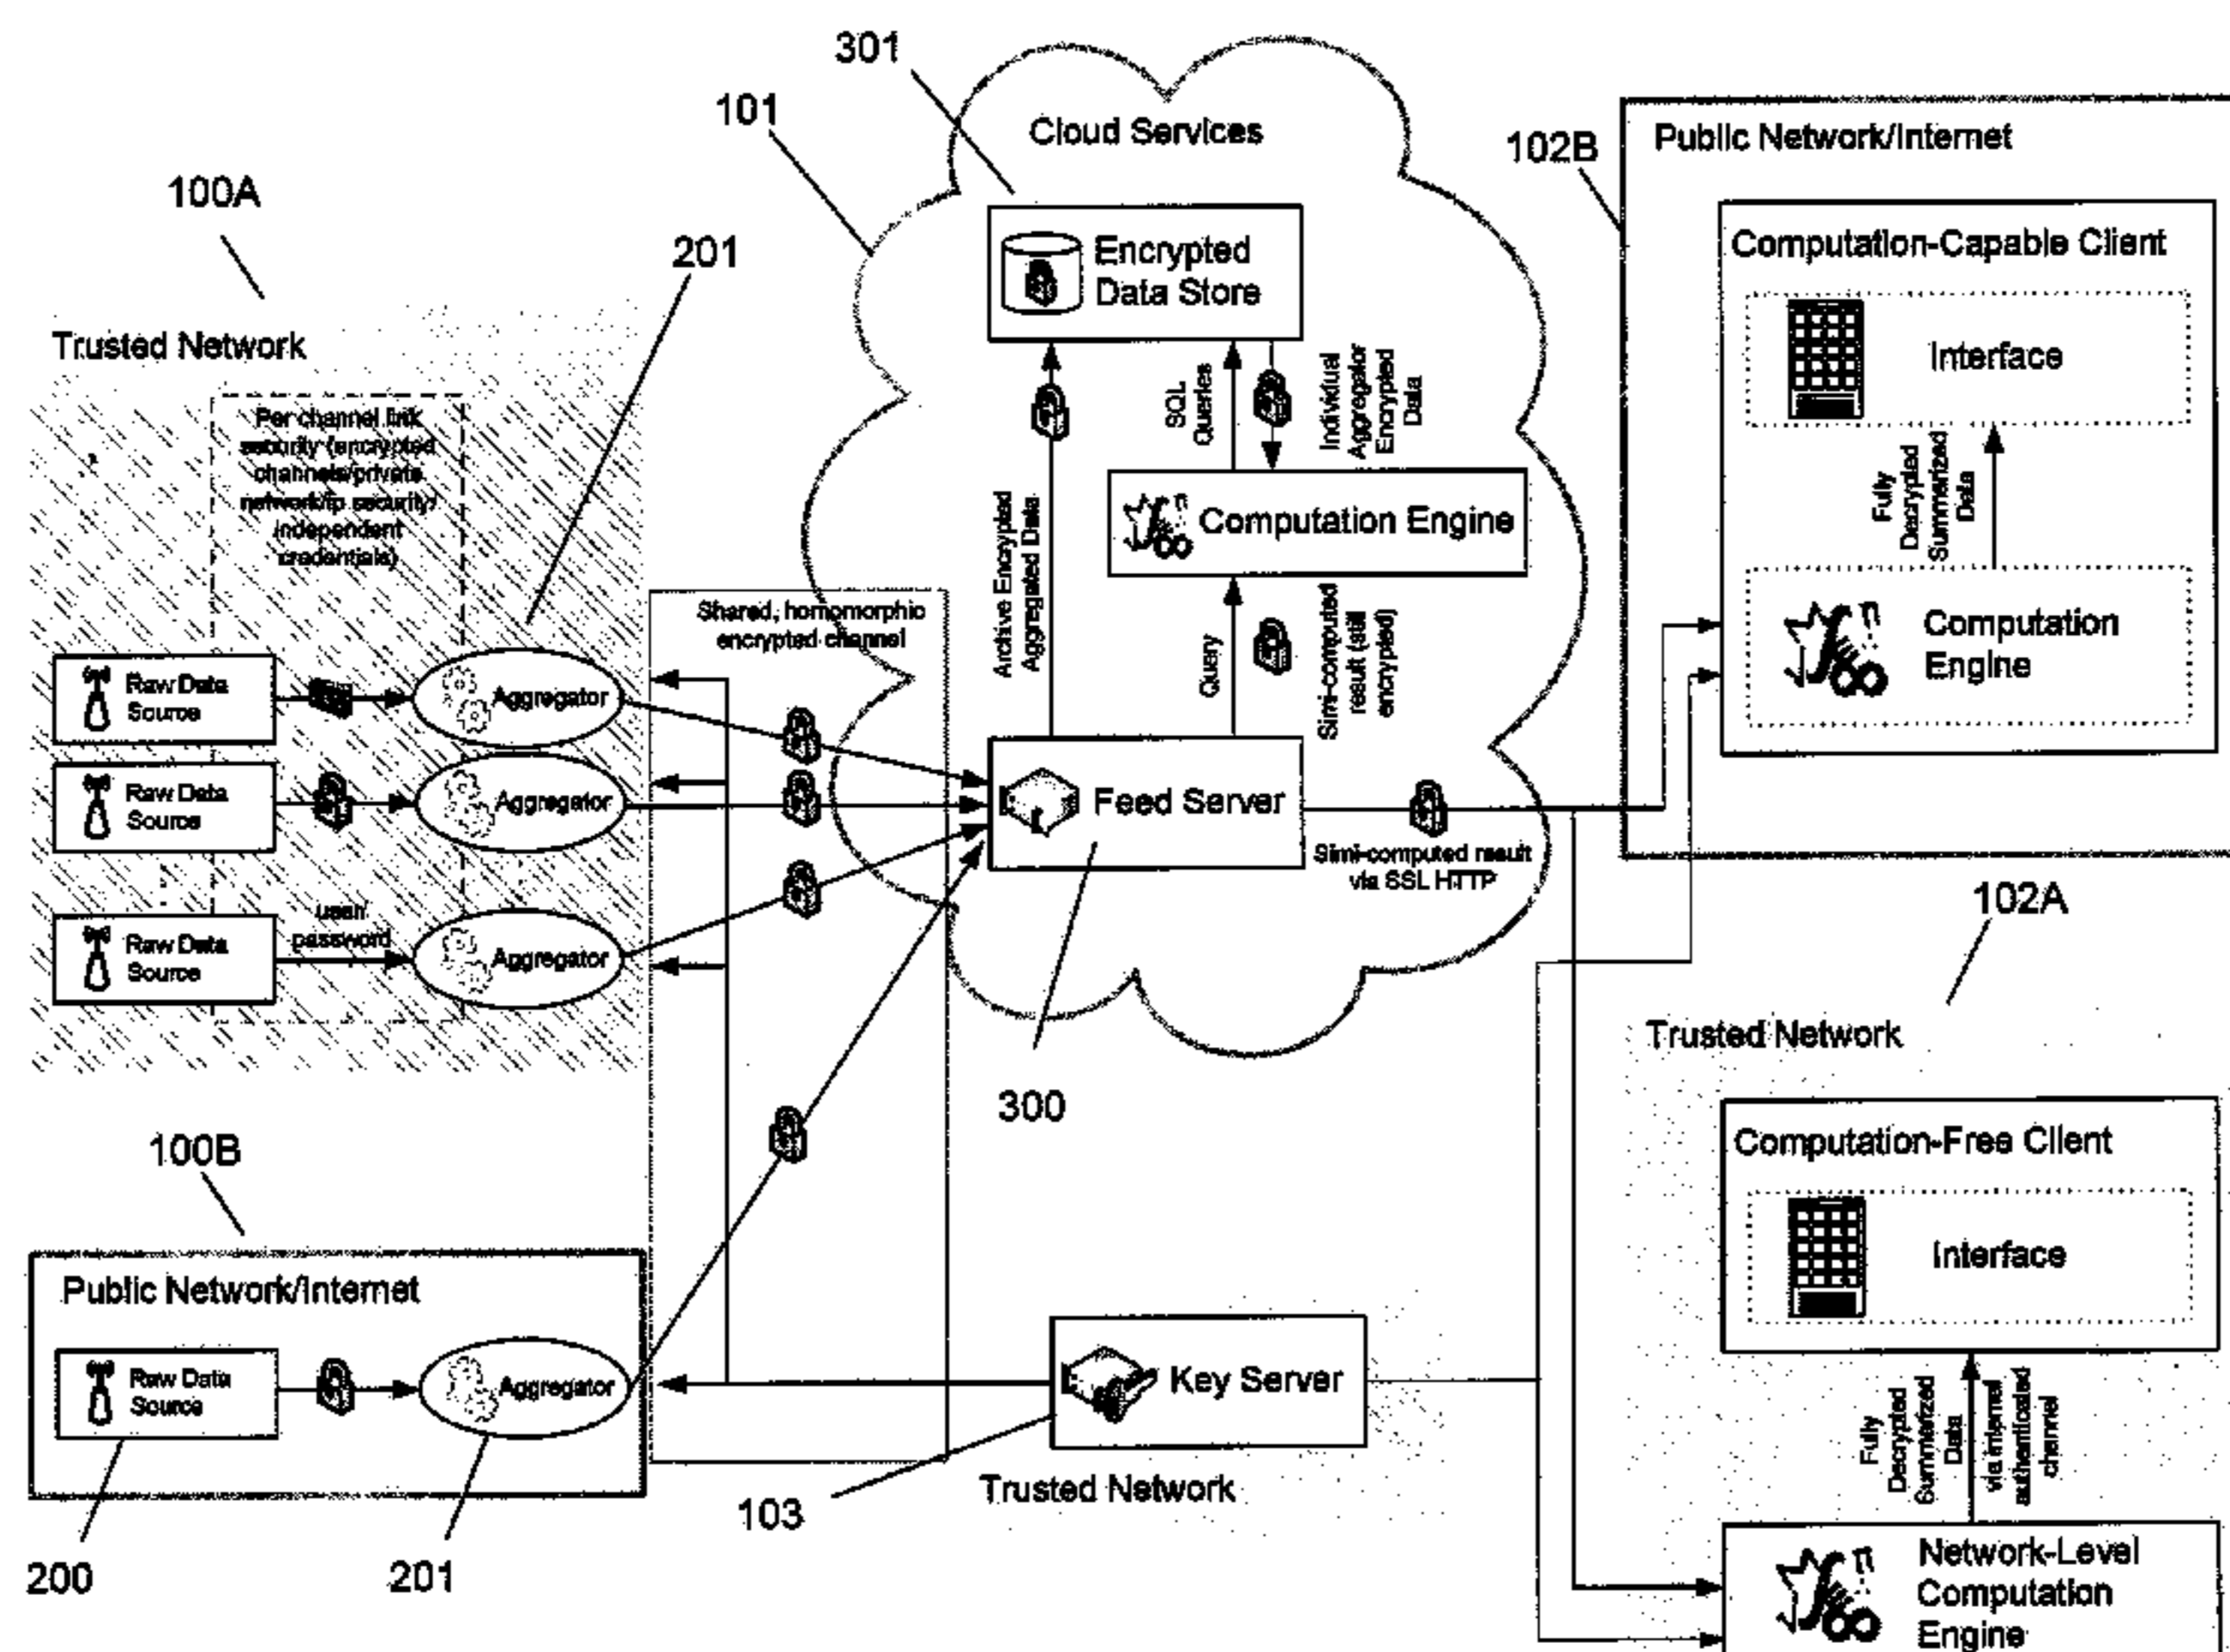 301
101
Cloud Services
102B
Public Network/Internet
100A
201
Encrypted
Data Store
Computation-Capable Client
Interface
Trusted Network
Per channel link
security (encrypted
channels/private
network/ip security/
independent
credentials)
SQL
Queries
Individual
Aggregator
Encrypted
Data
Fully
Decrypted
Summerized
Data
Archive Encrypted
Aggregated Data
Computation Engine
Shared, homomorphic
encrypted channel
Query
Simi-computed
result (still
encrypted)
Computation
Engine
Raw Data
Source
Aggregator
Raw Data
Source
Aggregator
Feed Server
Simi-computed result
via SSL HTTP
user/
password
Raw Data
Source
Aggregator
102A
Trusted Network
300
Computation-Free Client
Interface
100B
Public Network/Internet
Raw Data
Source
Aggregator
Key Server
Trusted Network
103
200
201
Fully
Decrypted
Summarized
Data
via internal
authenticated
channel
Network-Level
Computation
Engine